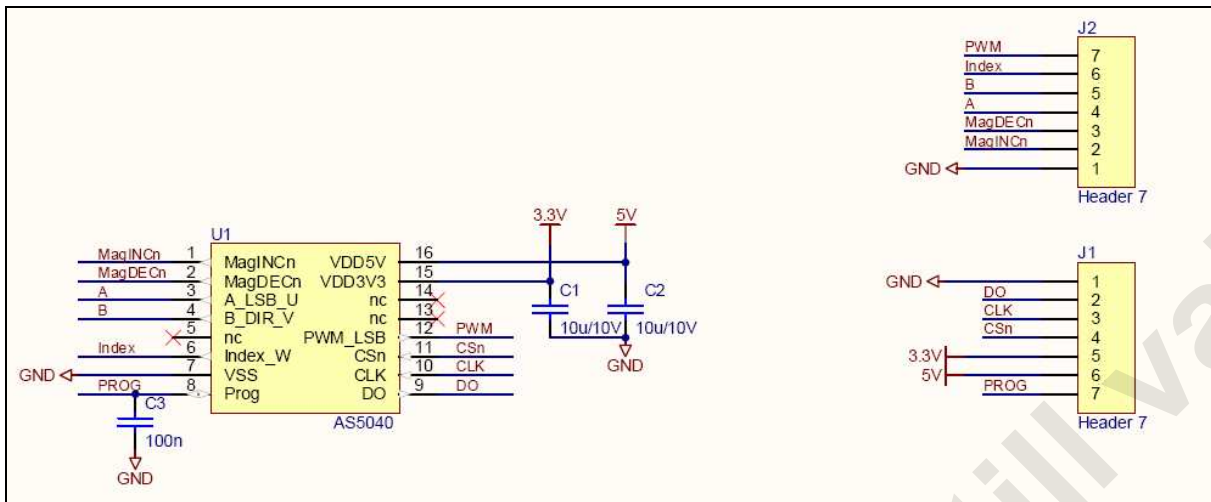 J2
PWM 7
Index 6
B 5
A 4
MagDECn 3
MagINCn 2
GND 1
Header 7
3.3V 5V
U1
MagINCn 1 MagINCn VDD5V 16
MagDECn 2 MagDECn VDD3V3 15
A 3 A_LSB_U nc 14
B 4 B_DIR_V nc 13
5 nc PWM_LSB 12 PWM
Index 6 Index_W CSn 11 CSn
GND 7 VSS CLK 10 CLK
PROG 8 Prog DO 9 DO
AS5040
C1
10u/10V
C2
10u/10V
GND
C3
100n
GND
J1
GND 1
DO 2
CLK 3
CSn 4
3.3V 5
5V 6
PROG 7
Header 7
till va